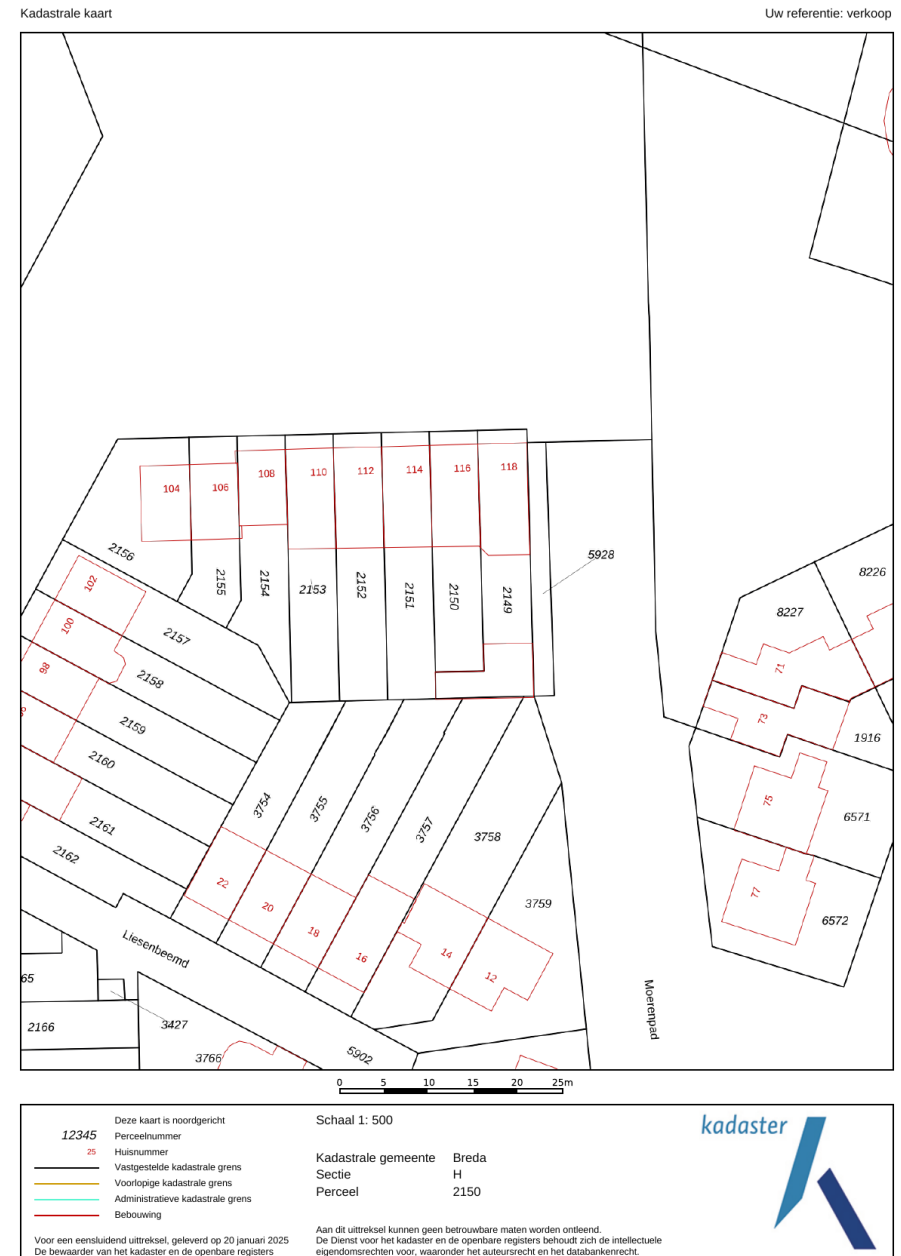 Kadastrale kaart
Uw referentie: verkoop
104
106
108
110
112
114
116
118
2156
2155
2154
2153
2152
2151
2150
2149
5928
102
100
98
2157
2158
2159
2160
2161
2162
8226
8227
71
73
1916
75
6571
77
6572
3754
3755
3756
3757
3758
3759
22
20
18
16
14
12
Liesenbeemd
Moerenpad
65
2166
3427
3766
5902
0 5 10 15 20 25m
Deze kaart is noordgericht
12345 Perceelnummer
25 Huisnummer
Vastgestelde kadastrale grens
Voorlopige kadastrale grens
Administratieve kadastrale grens
Bebouwing
Voor een eensluidend uittreksel, geleverd op 20 januari 2025
De bewaarder van het kadaster en de openbare registers
Schaal 1: 500
Kadastrale gemeente Breda
Sectie H
Perceel 2150
Aan dit uittreksel kunnen geen betrouwbare maten worden ontleend.
De Dienst voor het kadaster en de openbare registers behoudt zich de intellectuele
eigendomsrechten voor, waaronder het auteursrecht en het databankenrecht.
kadaster